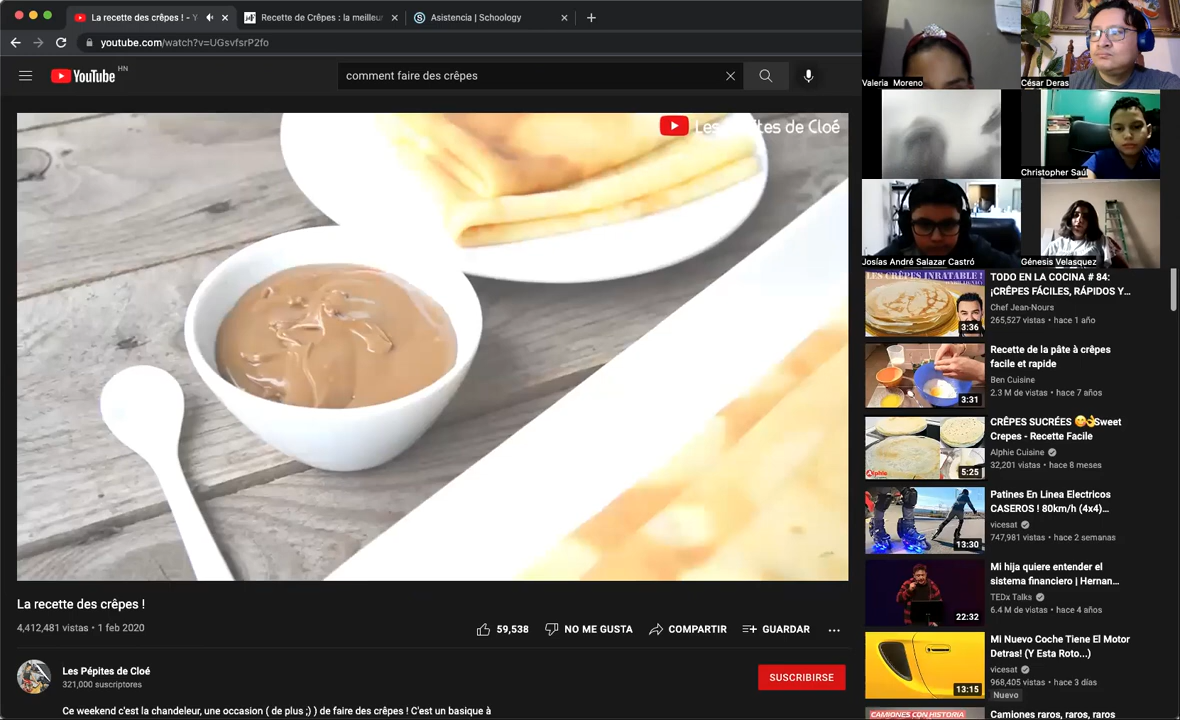 La recette des crêpes ! - Y
Recette de Crêpes : la meilleur
Asistencia | Schoology
youtube.com/watch?v=UGsvfsrP2fo
YouTube HN
comment faire des crêpes
Les Pépites de Cloé
Valeria Moreno
César Deras
Christopher Saúl
Josías André Salazar Castró
Génesis Velasquez
LES CRÊPES INRATABLE !
3:36
TODO EN LA COCINA # 84:
¡CRÊPES FÁCILES, RÁPIDOS Y...
Chef Jean-Nours
265,527 vistas • hace 1 año
3:31
Recette de la pâte à crêpes
facile et rapide
Ben Cuisine
2.3 M de vistas • hace 7 años
5:25
CRÊPES SUCRÉES 😋👌Sweet
Crepes - Recette Facile
Alphie Cuisine
32,201 vistas • hace 8 meses
13:30
Patines En Linea Electricos
CASEROS ! 80km/h (4x4)...
vicesat
747,981 vistas • hace 2 semanas
22:32
Mi hija quiere entender el
sistema financiero | Hernan...
TEDx Talks
6.4 M de vistas • hace 4 años
13:15
Mi Nuevo Coche Tiene El Motor
Detras! (Y Esta Roto...)
vicesat
968,405 vistas • hace 3 días
Nuevo
CAMIONES CON HISTORIA
Camiones raros, raros, raros
La recette des crêpes !
4,412,481 vistas • 1 feb 2020
59,538
NO ME GUSTA
COMPARTIR
GUARDAR
Les Pépites de Cloé
321,000 suscriptores
SUSCRIBIRSE
Ce weekend c'est la chandeleur, une occasion ( de plus ;) ) de faire des crêpes ! C'est un basique à